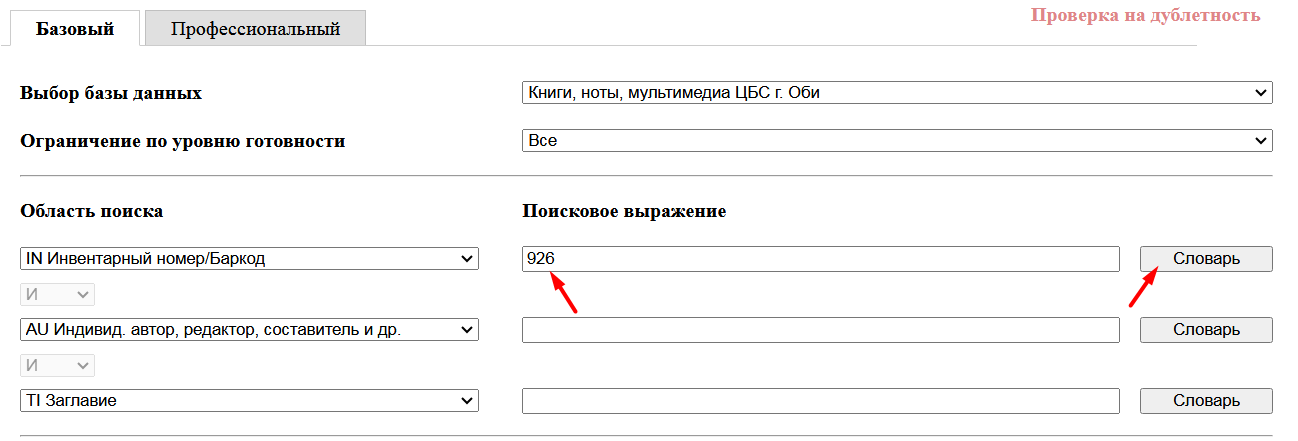 Базовый Профессиональный Проверка на дублетность
Выбор базы данных Книги, ноты, мультимедиа ЦБС г. Оби
Ограничение по уровню готовности Все
Область поиска Поисковое выражение
IN Инвентарный номер/Баркод 926 Словарь
И
AU Индивид. автор, редактор, составитель и др. Словарь
И
TI Заглавие Словарь